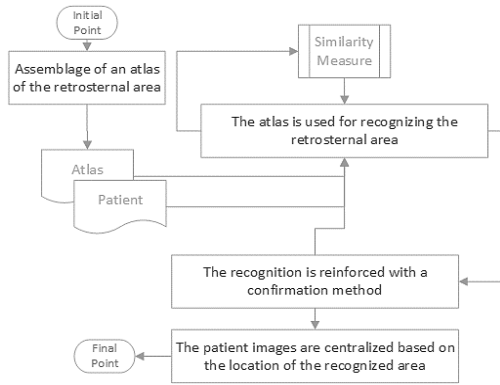 Initial
Point
Assemblage of an atlas
of the retrosternal area
Similarity
Measure
The atlas is used for recognizing the
retrosternal area
Atlas
Patient
The recognition is reinforced with a
confirmation method
The patient images are centralized based on
the location of the recognized area
Final
Point